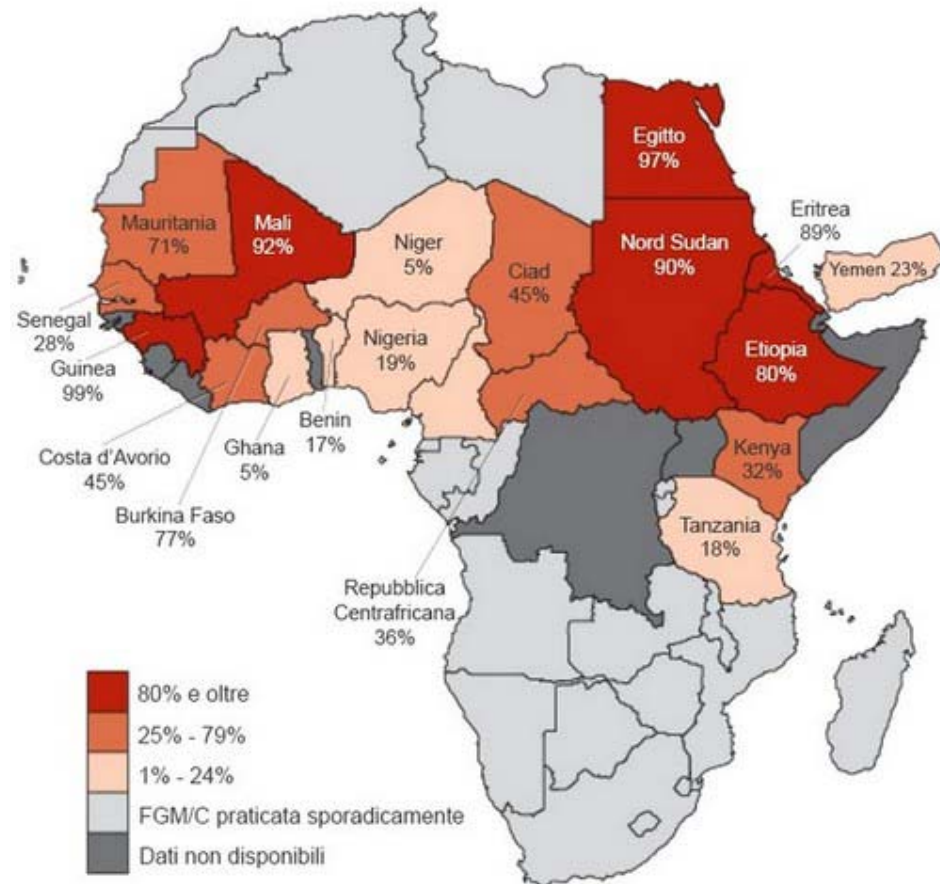 Egitto
97%
Eritrea
89%
Mauritania
71%
Mali
92%
Niger
5%
Ciad
45%
Nord Sudan
90%
Yemen 23%
Senegal
28%
Nigeria
19%
Etiopia
80%
Guinea
99%
Benin
17%
Ghana
5%
Costa d'Avorio
45%
Kenya
32%
Burkina Faso
77%
Tanzania
18%
Repubblica
Centrafricana
36%
80% e oltre
25% - 79%
1% - 24%
FGM/C praticata sporadicamente
Dati non disponibili